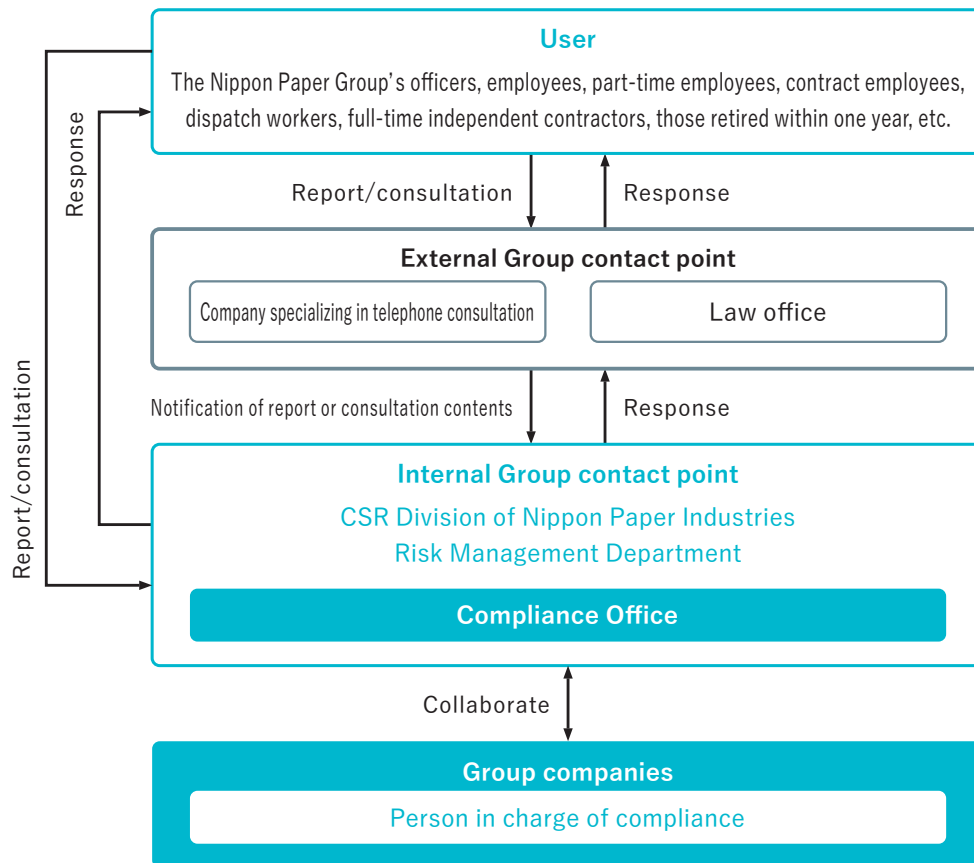 User
The Nippon Paper Group's officers, employees, part-time employees, contract employees,
dispatch workers, full-time independent contractors, those retired within one year, etc.
Response
Report/consultation
Report/consultation
Response
External Group contact point
Company specializing in telephone consultation
Law office
Notification of report or consultation contents
Response
Internal Group contact point
CSR Division of Nippon Paper Industries
Risk Management Department
Compliance Office
Collaborate
Group companies
Person in charge of compliance